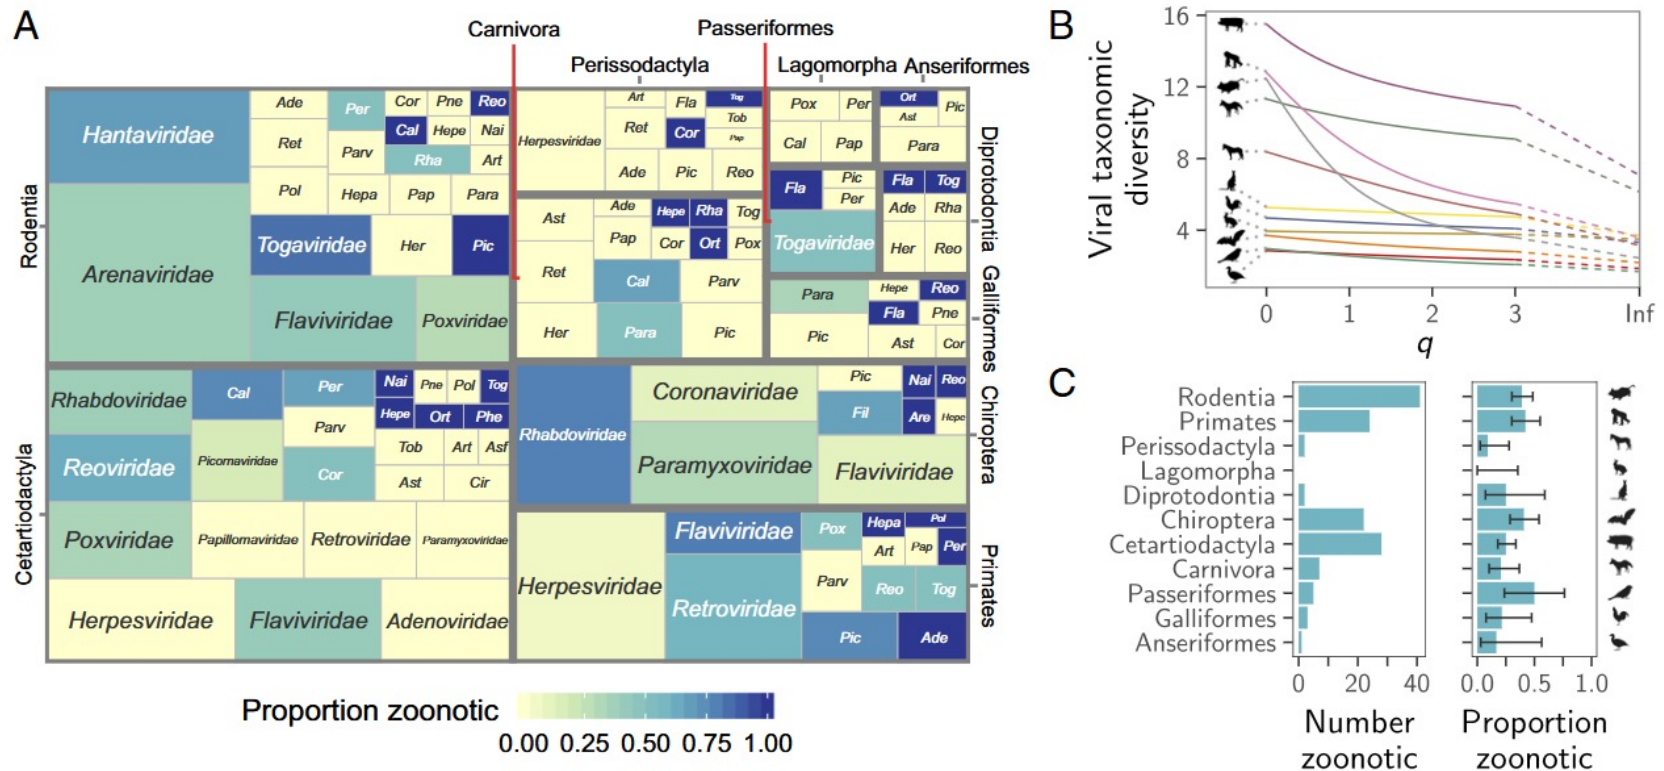 A
Carnivora
Passeriformes
Perissodactyla
Lagomorpha
Anseriformes
Rodentia
Hantaviridae
Arenaviridae
Ade
Per
Cor
Pne
Reo
Cal
Hepe
Nai
Ret
Parv
Rha
Art
Pol
Hepa
Pap
Para
Togaviridae
Her
Pic
Flaviviridae
Poxviridae
Herpesviridae
Art
Fla
Tog
Ret
Cor
Tob
Pap
Ade
Pic
Reo
Pox
Per
Cal
Pap
Ort
Pic
Ast
Para
Diprotodontia
Ast
Ade
Hepe
Rha
Tog
Pap
Cor
Ort
Pox
Ret
Cal
Parv
Her
Para
Pic
Fla
Pic
Per
Togaviridae
Fla
Tog
Ade
Rha
Her
Reo
Galliformes
Para
Hepe
Reo
Fla
Pne
Pic
Ast
Cor
Cetartiodactyla
Rhabdoviridae
Cal
Per
Nai
Pne
Pol
Tog
Hepe
Ort
Phe
Parv
Reoviridae
Picornaviridae
Cor
Tob
Art
Asf
Ast
Cir
Poxviridae
Papillomaviridae
Retroviridae
Paramyxoviridae
Herpesviridae
Flaviviridae
Adenoviridae
Chiroptera
Rhabdoviridae
Coronaviridae
Pic
Nai
Reo
Fil
Are
Hepe
Paramyxoviridae
Flaviviridae
Primates
Herpesviridae
Flaviviridae
Pox
Hepa
Pol
Art
Pap
Per
Retroviridae
Parv
Reo
Tog
Pic
Ade
Proportion zoonotic
0.00 0.25 0.50 0.75 1.00
B
Viral taxonomic
diversity
16
12
8
4
0 1 2 3 Inf
q
C
Rodentia
Primates
Perissodactyla
Lagomorpha
Diprotodontia
Chiroptera
Cetartiodactyla
Carnivora
Passeriformes
Galliformes
Anseriformes
0 20 40
Number
zoonotic
0.0 0.5 1.0
Proportion
zoonotic